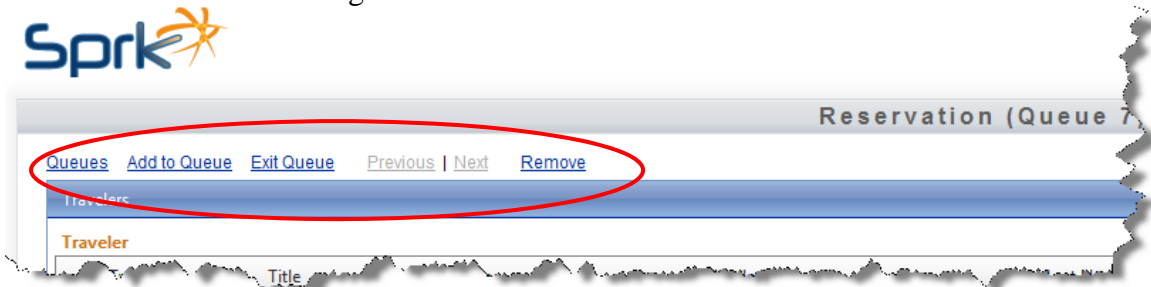 Sprk
Reservation (Queue 7)
Queues Add to Queue Exit Queue Previous | Next Remove
Travelers
Traveler
Title